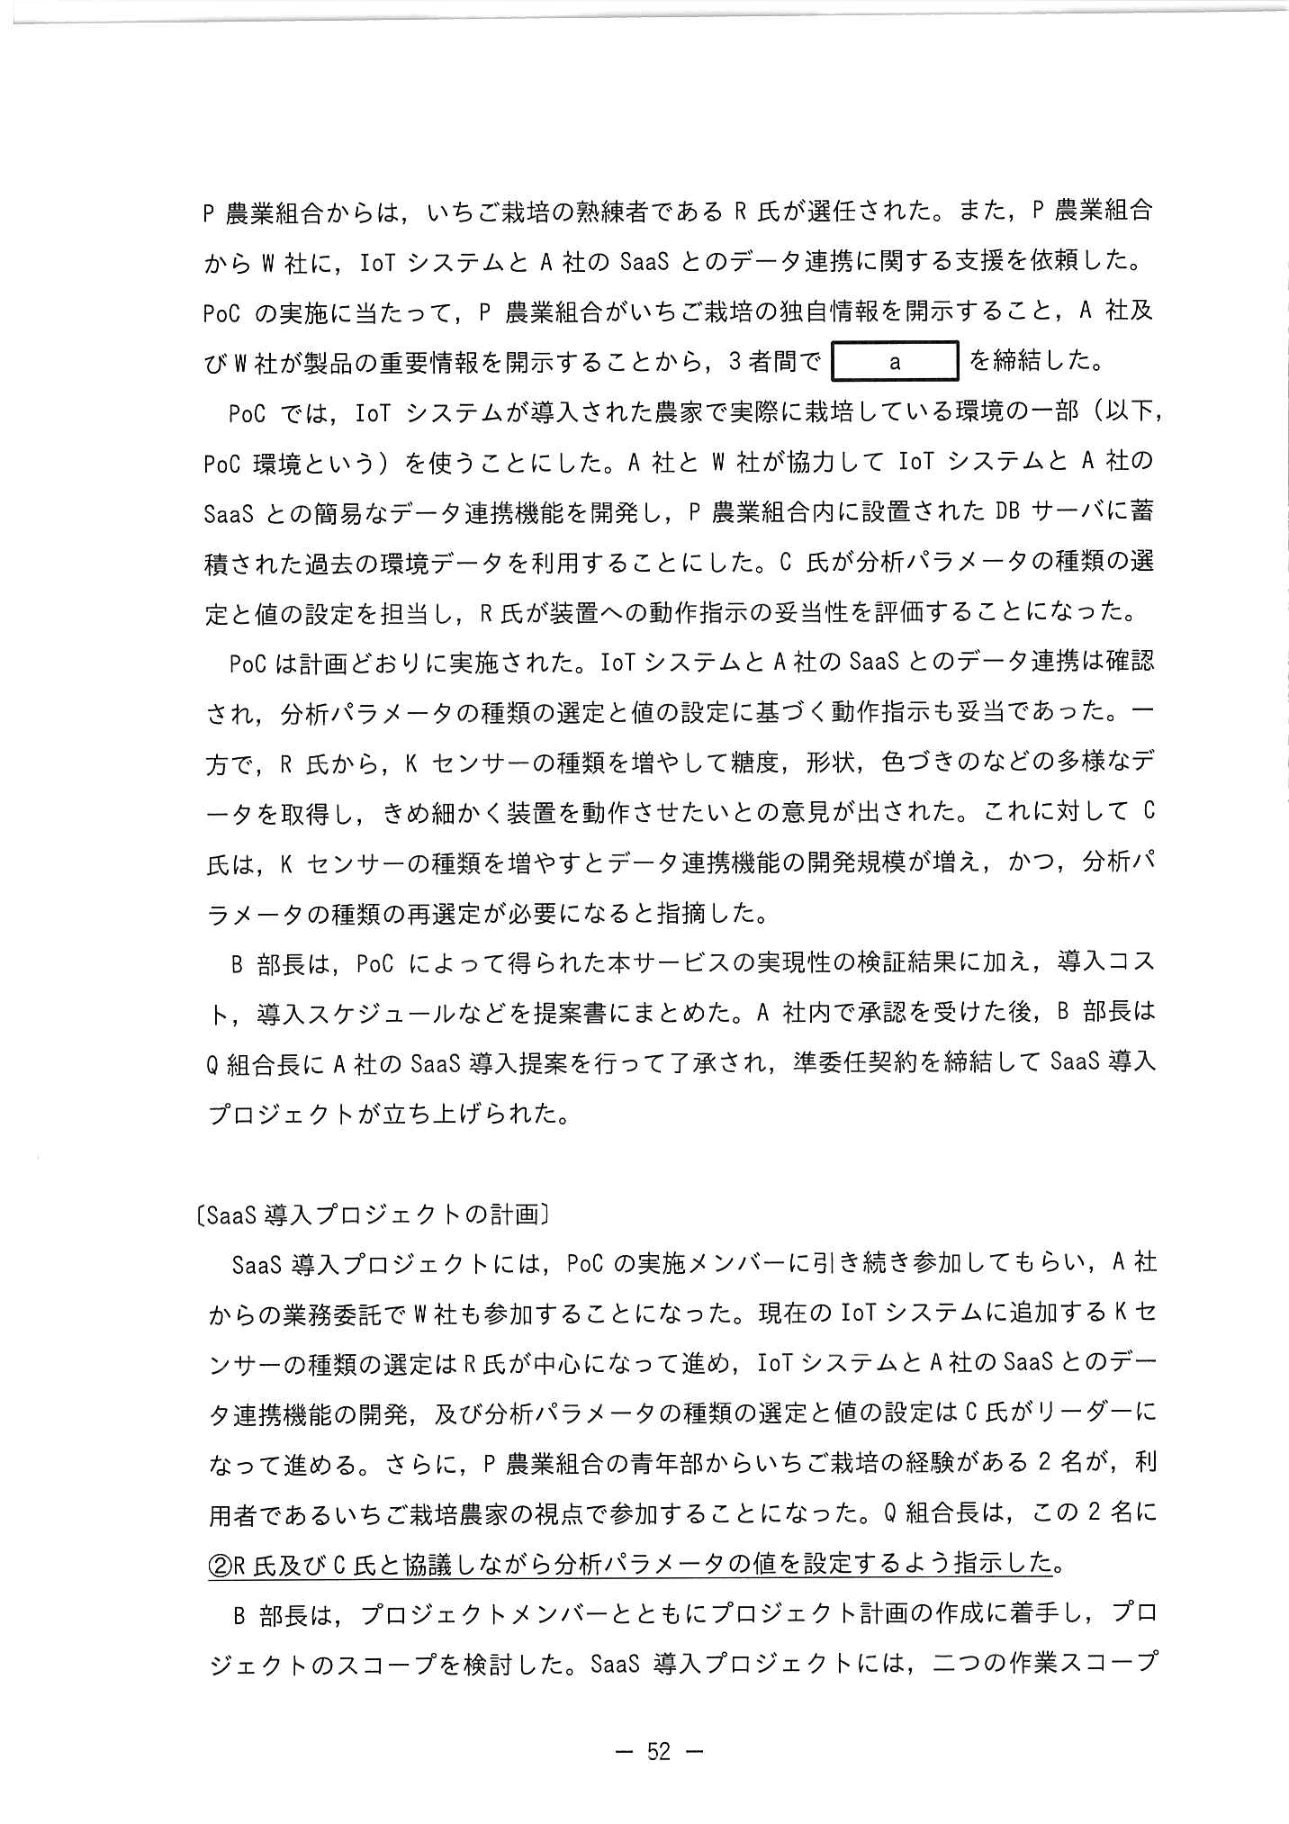 P 農業組合からは，いちご栽培の熟練者である R 氏が選任された。また，P 農業組合
から W 社に，IoT システムと A 社の SaaS とのデータ連携に関する支援を依頼した。
PoC の実施に当たって，P 農業組合がいちご栽培の独自情報を開示すること，A 社及
び W 社が製品の重要情報を開示することから，3 者間で a を締結した。
PoC では，IoT システムが導入された農家で実際に栽培している環境の一部（以下，
PoC 環境という）を使うことにした。A 社と W 社が協力して IoT システムと A 社の
SaaS との簡易なデータ連携機能を開発し，P 農業組合内に設置された DB サーバに蓄
積された過去の環境データを利用することにした。C 氏が分析パラメータの種類の選
定と値の設定を担当し，R 氏が装置への動作指示の妥当性を評価することになった。
PoC は計画どおりに実施された。IoT システムと A 社の SaaS とのデータ連携は確認
され，分析パラメータの種類の選定と値の設定に基づく動作指示も妥当であった。一
方で，R 氏から，K センサーの種類を増やして糖度，形状，色づきのなどの多様なデ
ータを取得し，きめ細かく装置を動作させたいとの意見が出された。これに対して C
氏は，K センサーの種類を増やすとデータ連携機能の開発規模が増え，かつ，分析パ
ラメータの種類の再選定が必要になると指摘した。
B 部長は，PoC によって得られた本サービスの実現性の検証結果に加え，導入コス
ト，導入スケジュールなどを提案書にまとめた。A 社内で承認を受けた後，B 部長は
Q 組合長に A 社の SaaS 導入提案を行って了承され，準委任契約を締結して SaaS 導入
プロジェクトが立ち上げられた。
〔SaaS 導入プロジェクトの計画〕
SaaS 導入プロジェクトには，PoC の実施メンバーに引き続き参加してもらい，A 社
からの業務委託で W 社も参加することになった。現在の IoT システムに追加する K セ
ンサーの種類の選定は R 氏が中心になって進め，IoT システムと A 社の SaaS とのデー
タ連携機能の開発，及び分析パラメータの種類の選定と値の設定は C 氏がリーダーに
なって進める。さらに，P 農業組合の青年部からいちご栽培の経験がある 2 名が，利
用者であるいちご栽培農家の視点で参加することになった。Q 組合長は，この 2 名に
②R 氏及び C 氏と協議しながら分析パラメータの値を設定するよう指示した。
B 部長は，プロジェクトメンバーとともにプロジェクト計画の作成に着手し，プロ
ジェクトのスコープを検討した。SaaS 導入プロジェクトには，二つの作業スコープ
— 52 —